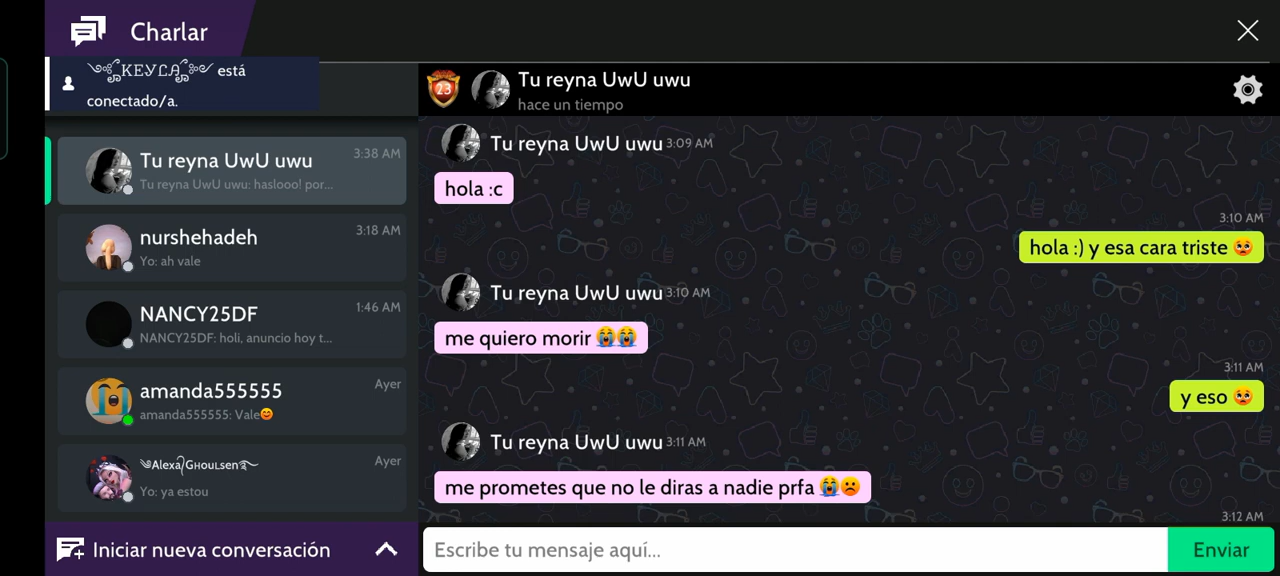 Charlar
༺KEYLA༻ está
conectado/a.
23
Tu reyna UwU uwu
hace un tiempo
Tu reyna UwU uwu 3:38 AM
Tu reyna UwU uwu: haslooo! por...
nurshehadeh 3:18 AM
Yo: ah vale
NANCY25DF 1:46 AM
NANCY25DF: holi, anuncio hoy t...
amanda555555 Ayer
amanda555555: Vale😊
༄Alexa༒Ghoulsen࿐ Ayer
Yo: ya estou
Iniciar nueva conversación
Tu reyna UwU uwu 3:09 AM
hola :c
3:10 AM
hola :) y esa cara triste 🥺
Tu reyna UwU uwu 3:10 AM
me quiero morir 😭😭
3:11 AM
y eso 🥺
Tu reyna UwU uwu 3:11 AM
me prometes que no le diras a nadie prfa 😭☹️
3:12 AM
Escribe tu mensaje aquí...
Enviar